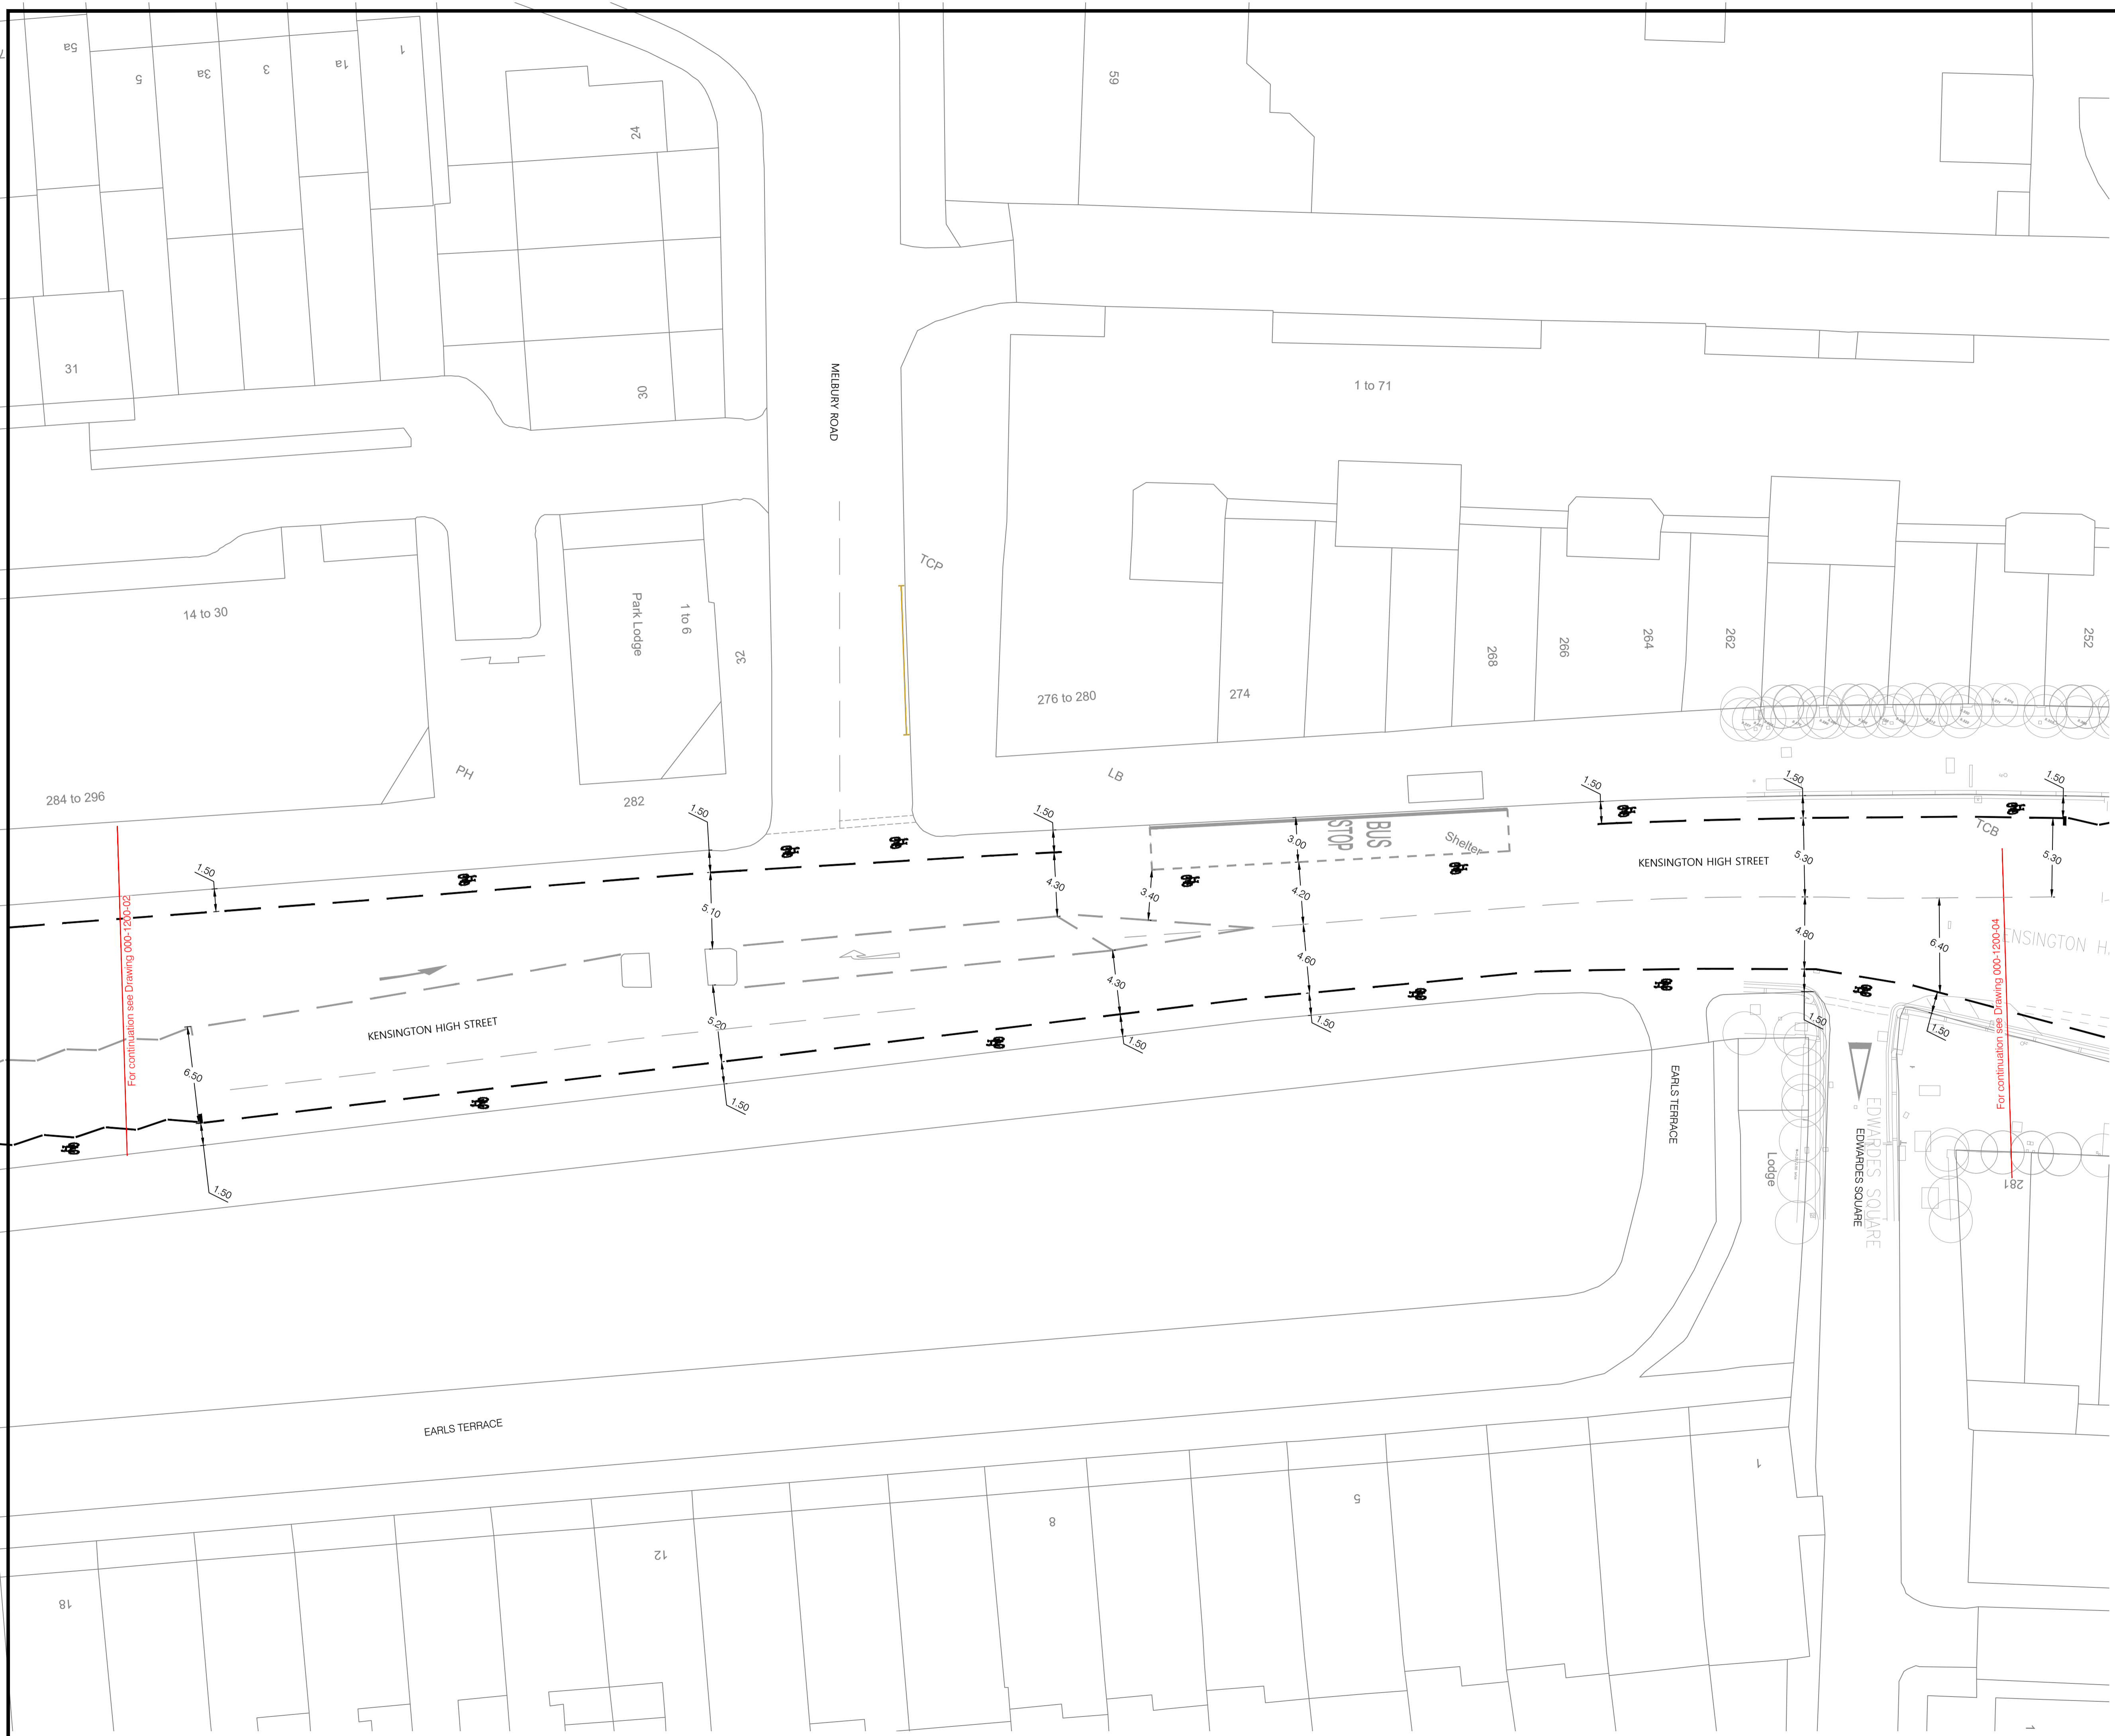 5a
5
3a
3
1a
1
24
59
31
30
MELBURY ROAD
1 to 71
TCP
14 to 30
Park Lodge
1 to 6
32
276 to 280
274
268
266
264
262
252
284 to 296
PH
282
LB
1.50
1.50
1.50
1.50
1.50
1.50
BUS
STOP
Shelter
3.00
TCB
KENSINGTON HIGH STREET
5.30
5.30
4.30
3.40
4.20
5.10
4.80
6.40
4.60
4.30
5.20
6.50
KENSINGTON HIGH STREET
ENSINGTON H
For continuation see Drawing 000-1200-02
For continuation see Drawing 000-1200-04
1.50
1.50
1.50
1.50
1.50
1.50
EARLS TERRACE
Lodge
EDWARDES SQUARE
EDWARDES SQUARE
281
EARLS TERRACE
18
12
8
5
1